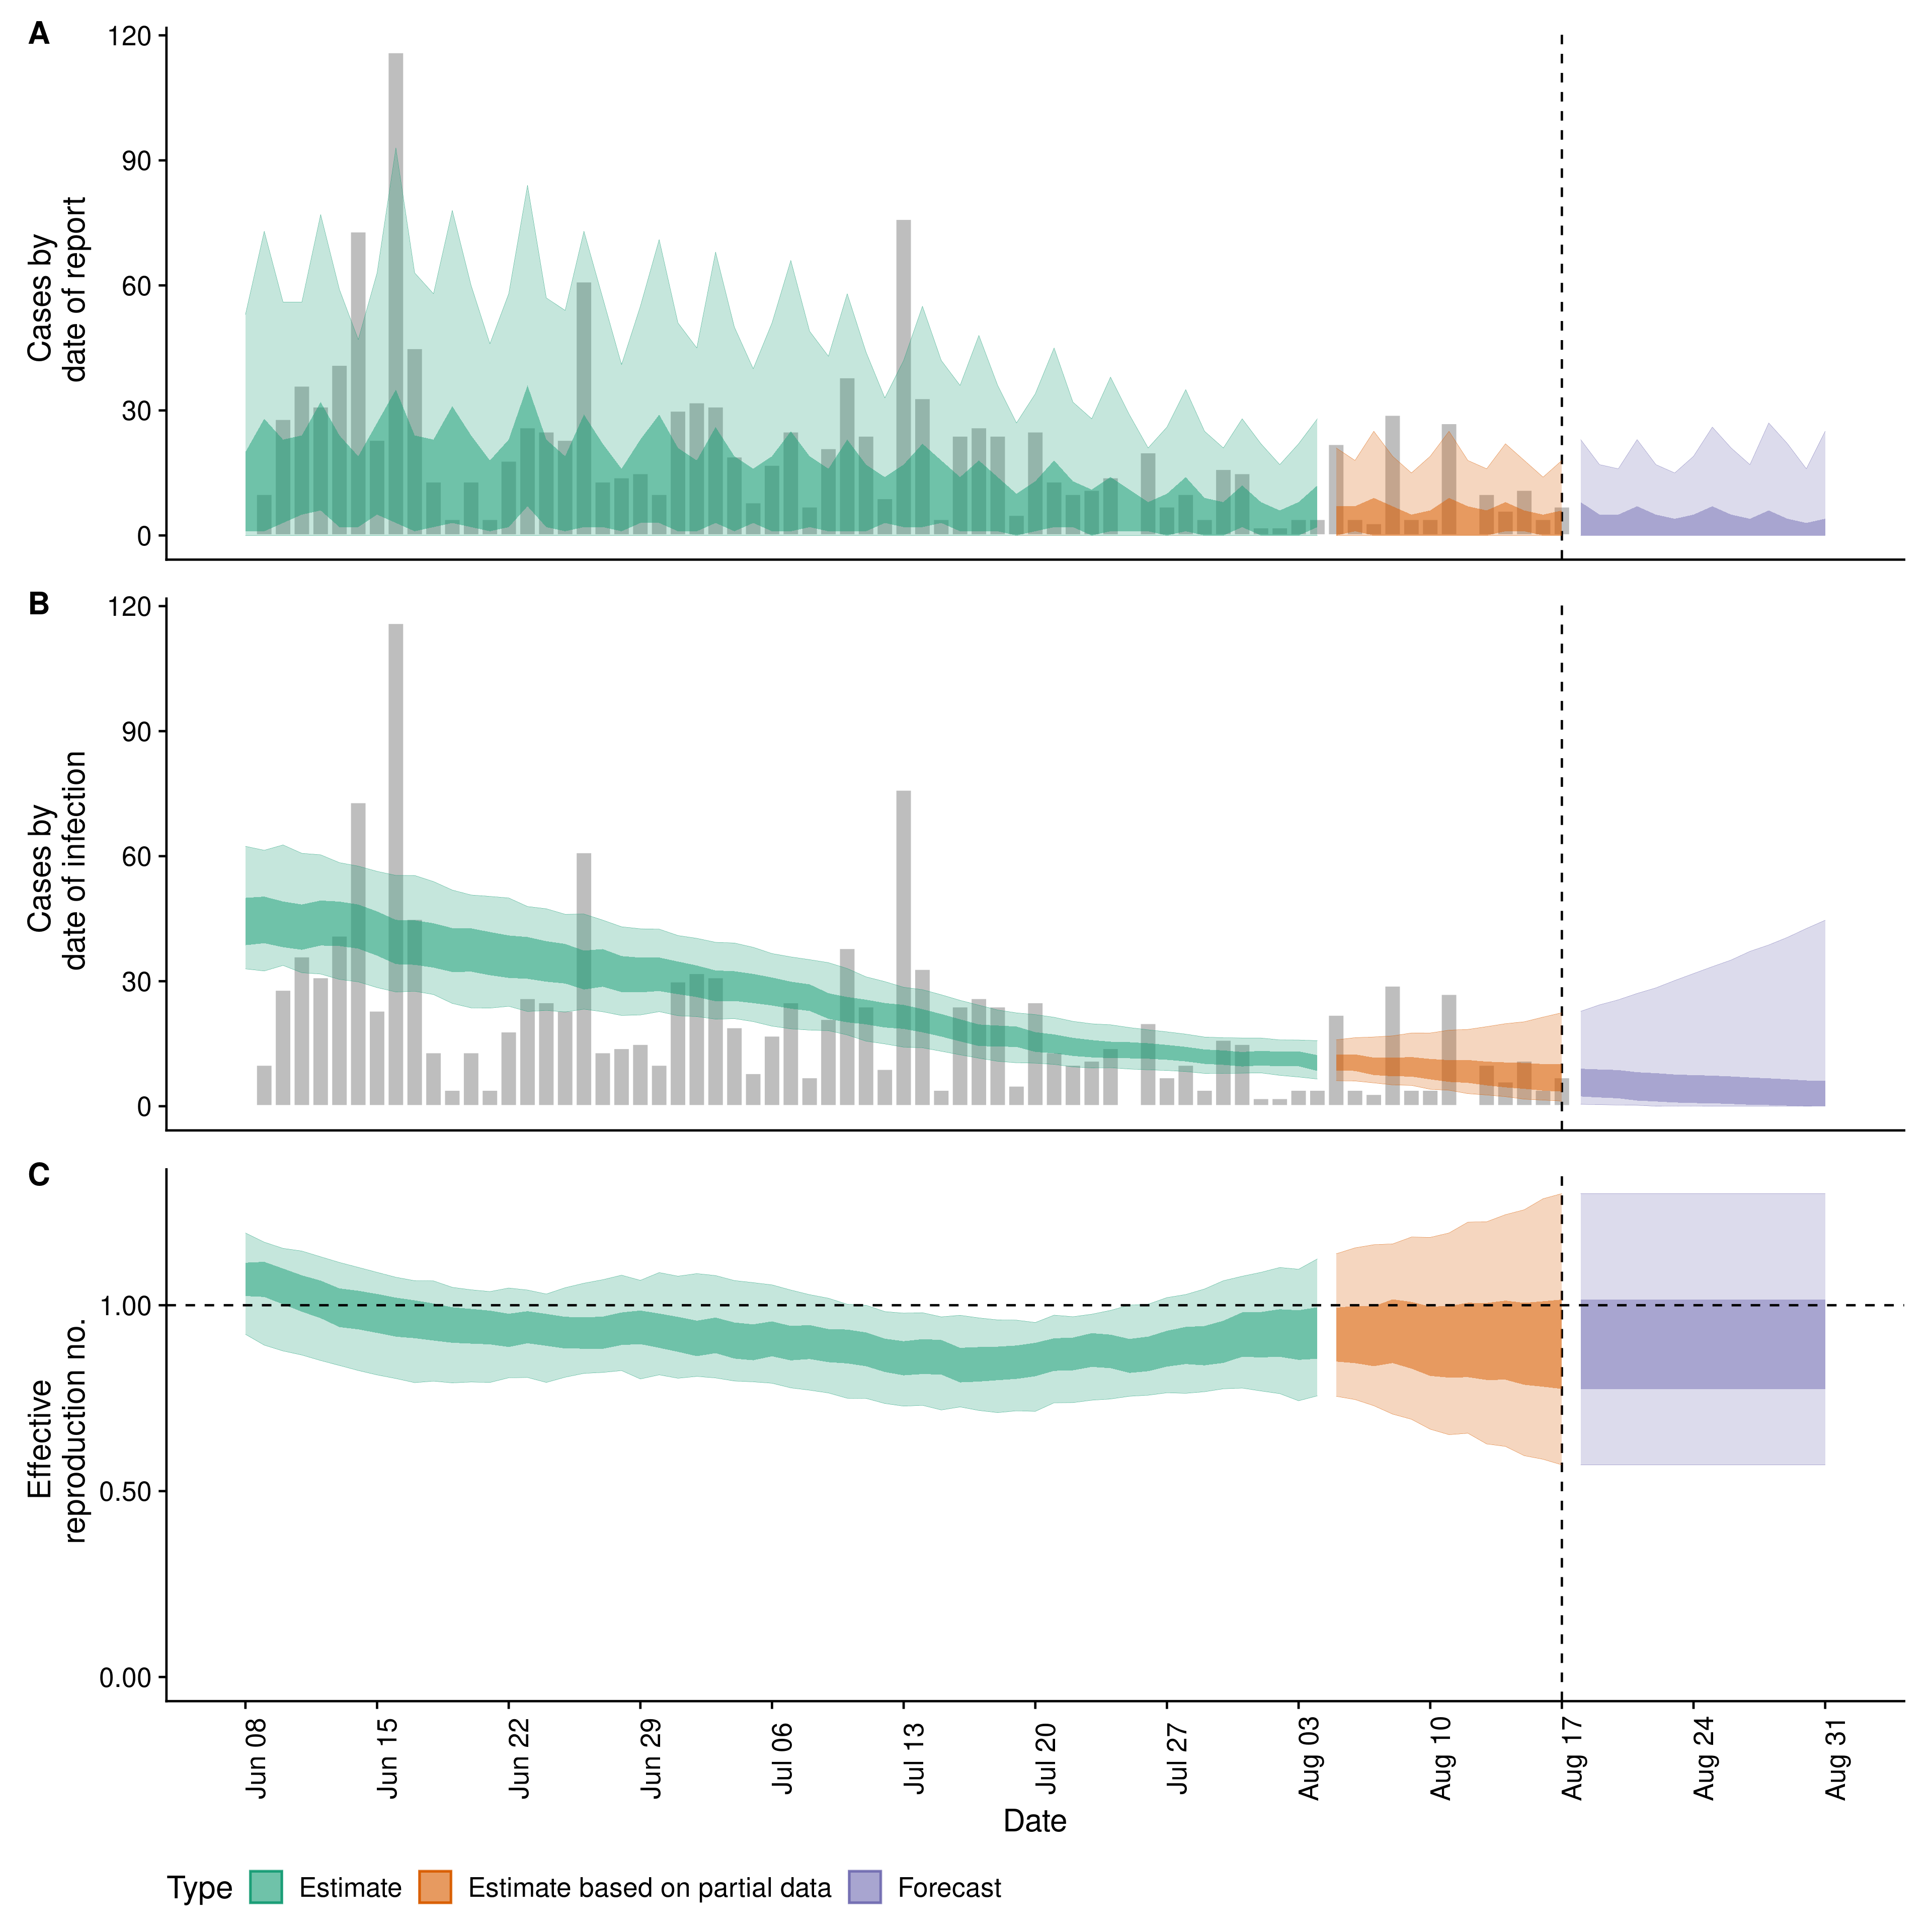 A
120
90
60
30
0
Cases by
date of report
B
120
90
60
30
0
Cases by
date of infection
C
1.00
0.50
0.00
Effective
reproduction no.
Jun 08
Jun 15
Jun 22
Jun 29
Jul 06
Jul 13
Jul 20
Jul 27
Aug 03
Aug 10
Aug 17
Aug 24
Aug 31
Date
Type Estimate Estimate based on partial data Forecast